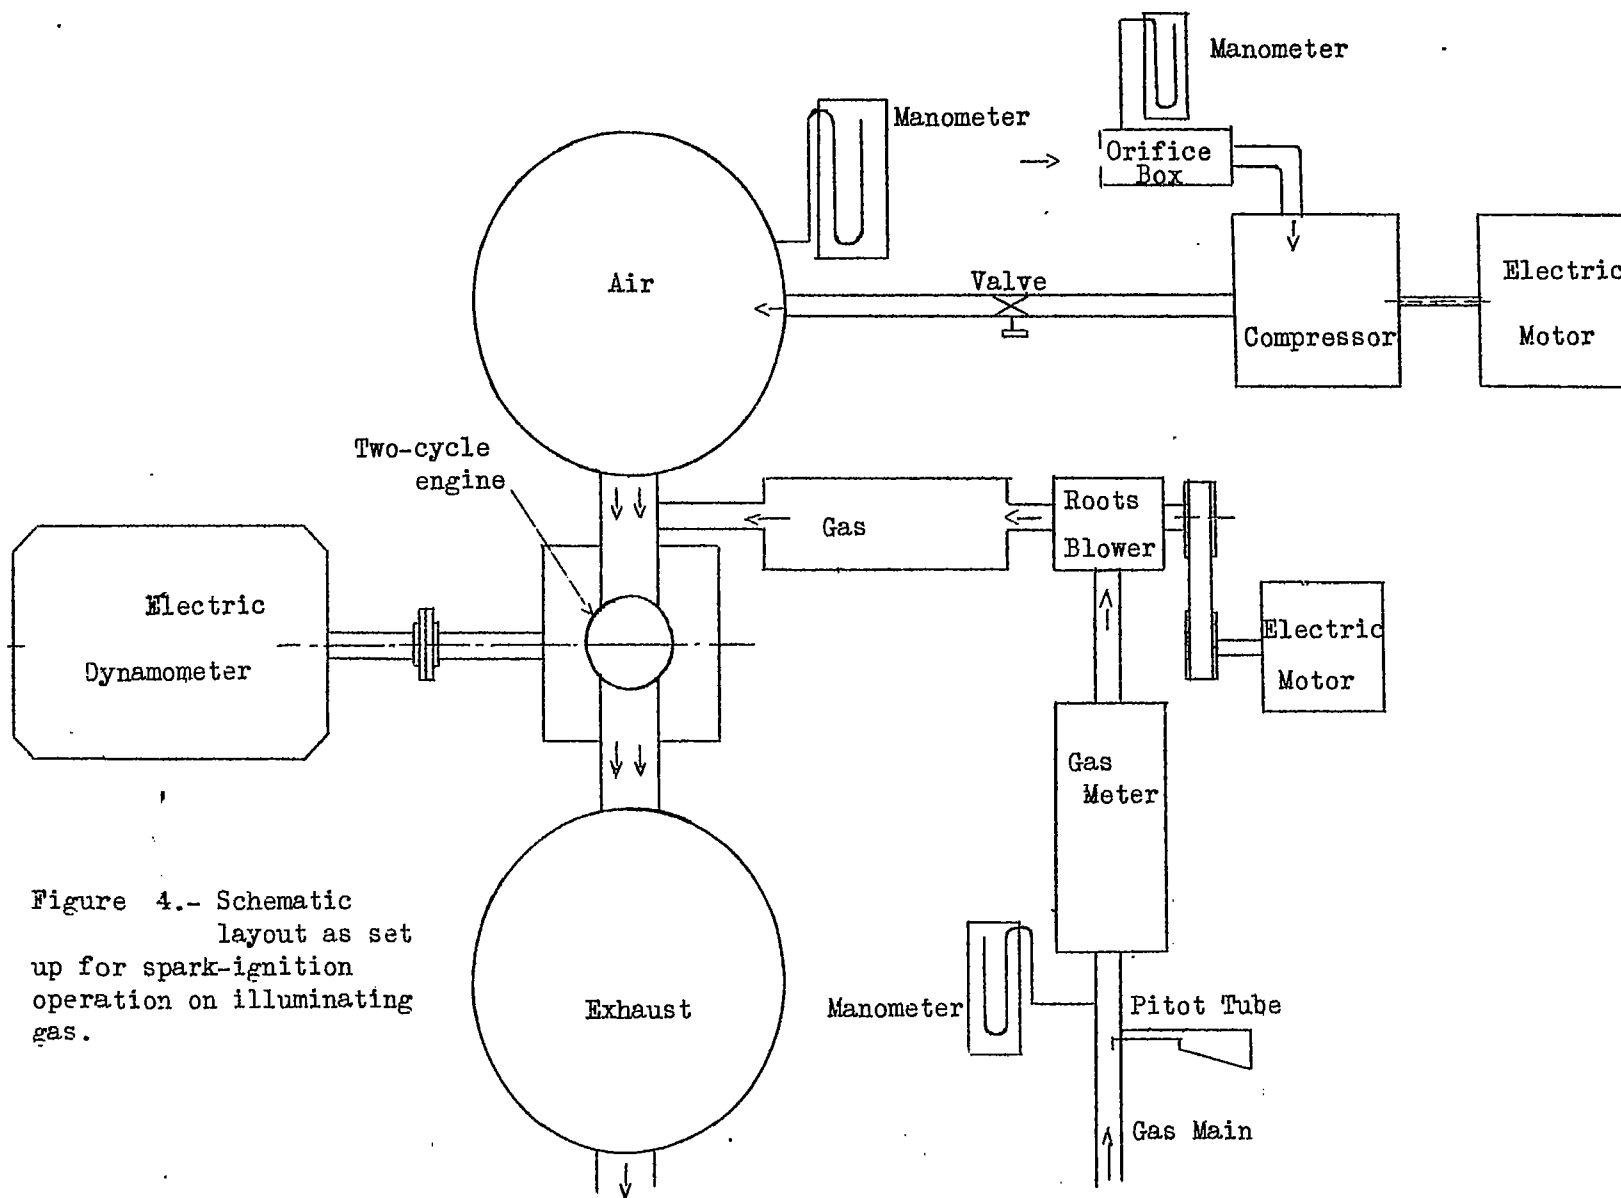 Manometer
Manometer
Orifice
Box
Air
Valve
Compressor
Electric
Motor
Two-cycle
engine
Gas
Roots
Blower
Electric
Dynamometer
Electric
Motor
Gas
Meter
Figure 4.- Schematic
layout as set
up for spark-ignition
operation on illuminating
gas.
Exhaust
Manometer
Pitot Tube
Gas Main